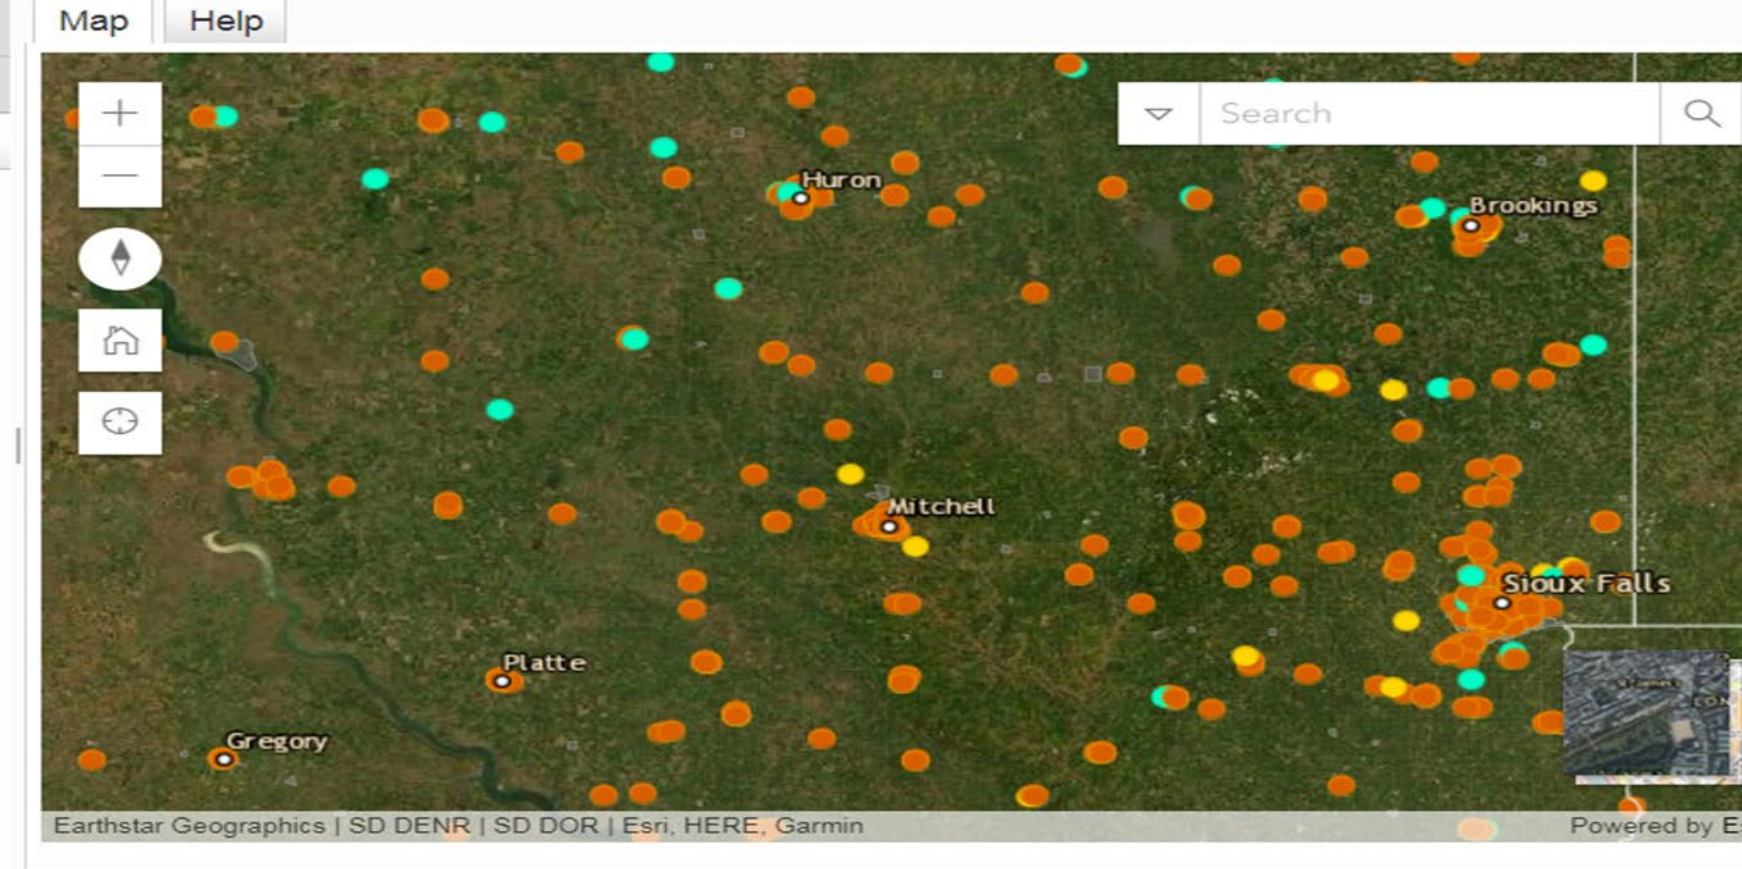 Map
Help
Search
Huron
Brookings
Mitchell
Sioux Falls
Platte
Gregory
Earthstar Geographics | SD DENR | SD DOR | Esri, HERE, Garmin
Powered by Es